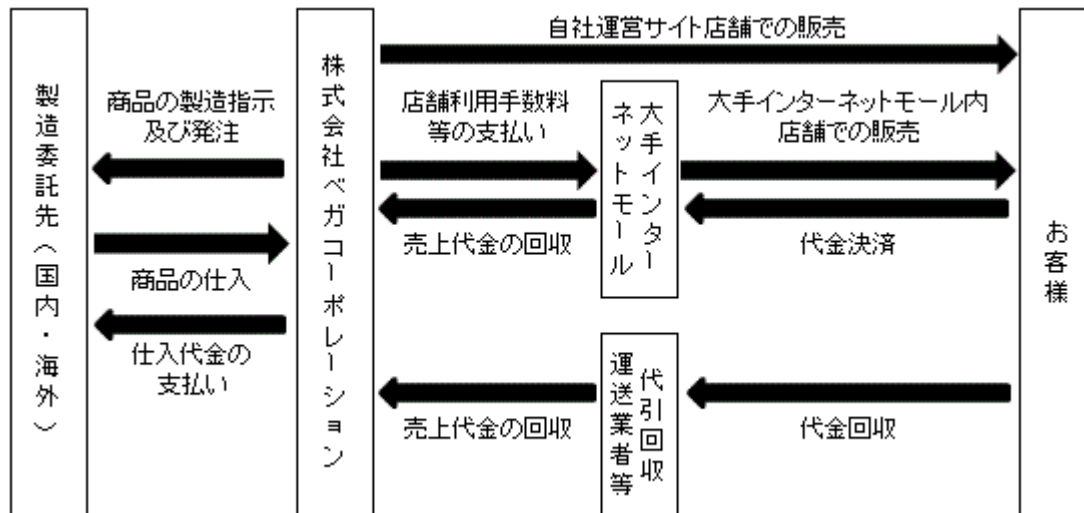 製造委託先（国内・海外）
商品の製造指示
及び発注
商品の仕入
仕入代金の
支払い
株式会社ベガコーポレーション
自社運営サイト店舗での販売
店舗利用手数料
等の支払い
売上代金の回収
大手インター
ネットモール
大手インターネットモール内
店舗での販売
代金決済
売上代金の回収
代引回収
運送業者等
代金回収
お客様